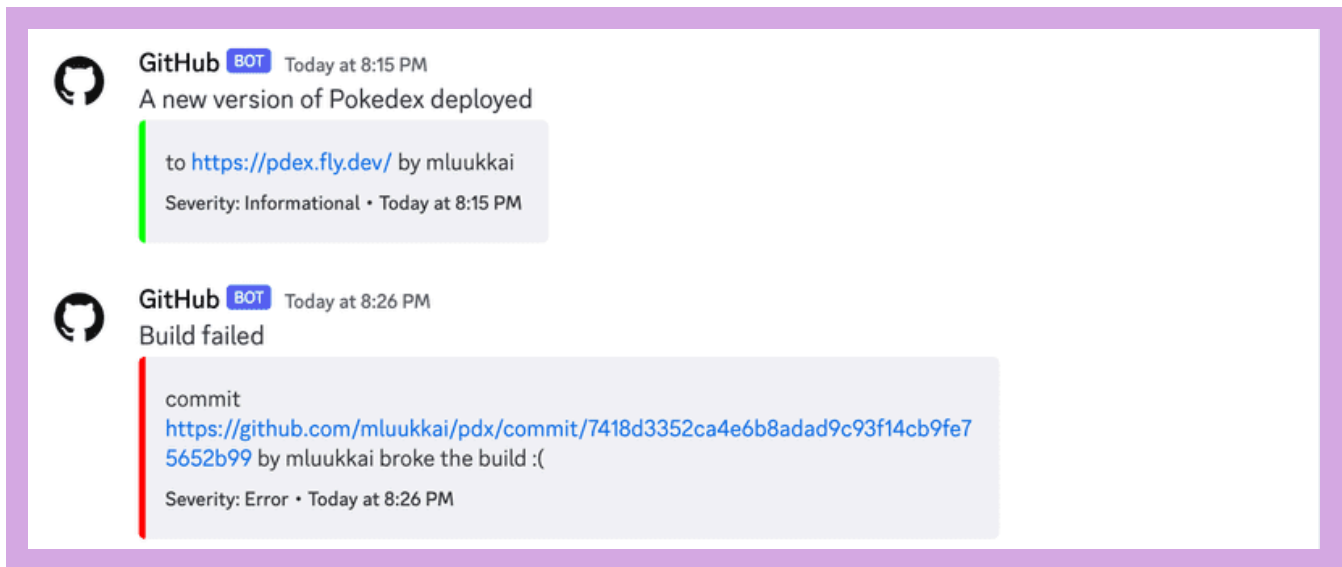 GitHub BOT Today at 8:15 PM
A new version of Pokedex deployed
to https://pdex.fly.dev/ by mluukkai
Severity: Informational • Today at 8:15 PM
GitHub BOT Today at 8:26 PM
Build failed
commit
https://github.com/mluukkai/pdx/commit/7418d3352ca4e6b8adad9c93f14cb9fe7
5652b99 by mluukkai broke the build :(
Severity: Error • Today at 8:26 PM